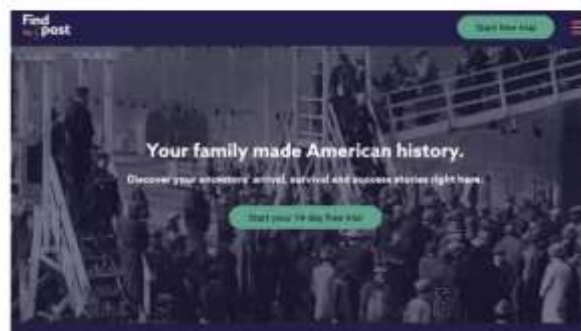 Find
my past
Start free trial
Your family made American history.
Discover your ancestors' arrival, survival and success stories right here.
Start your 14-day free trial